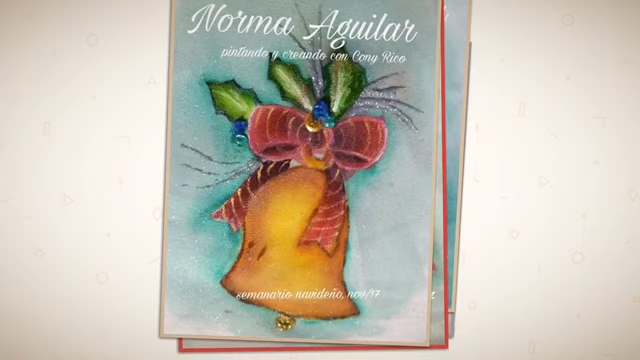 Norma Aguilar
pintando y creando con Cony Rico
semanario navideño, nov/17